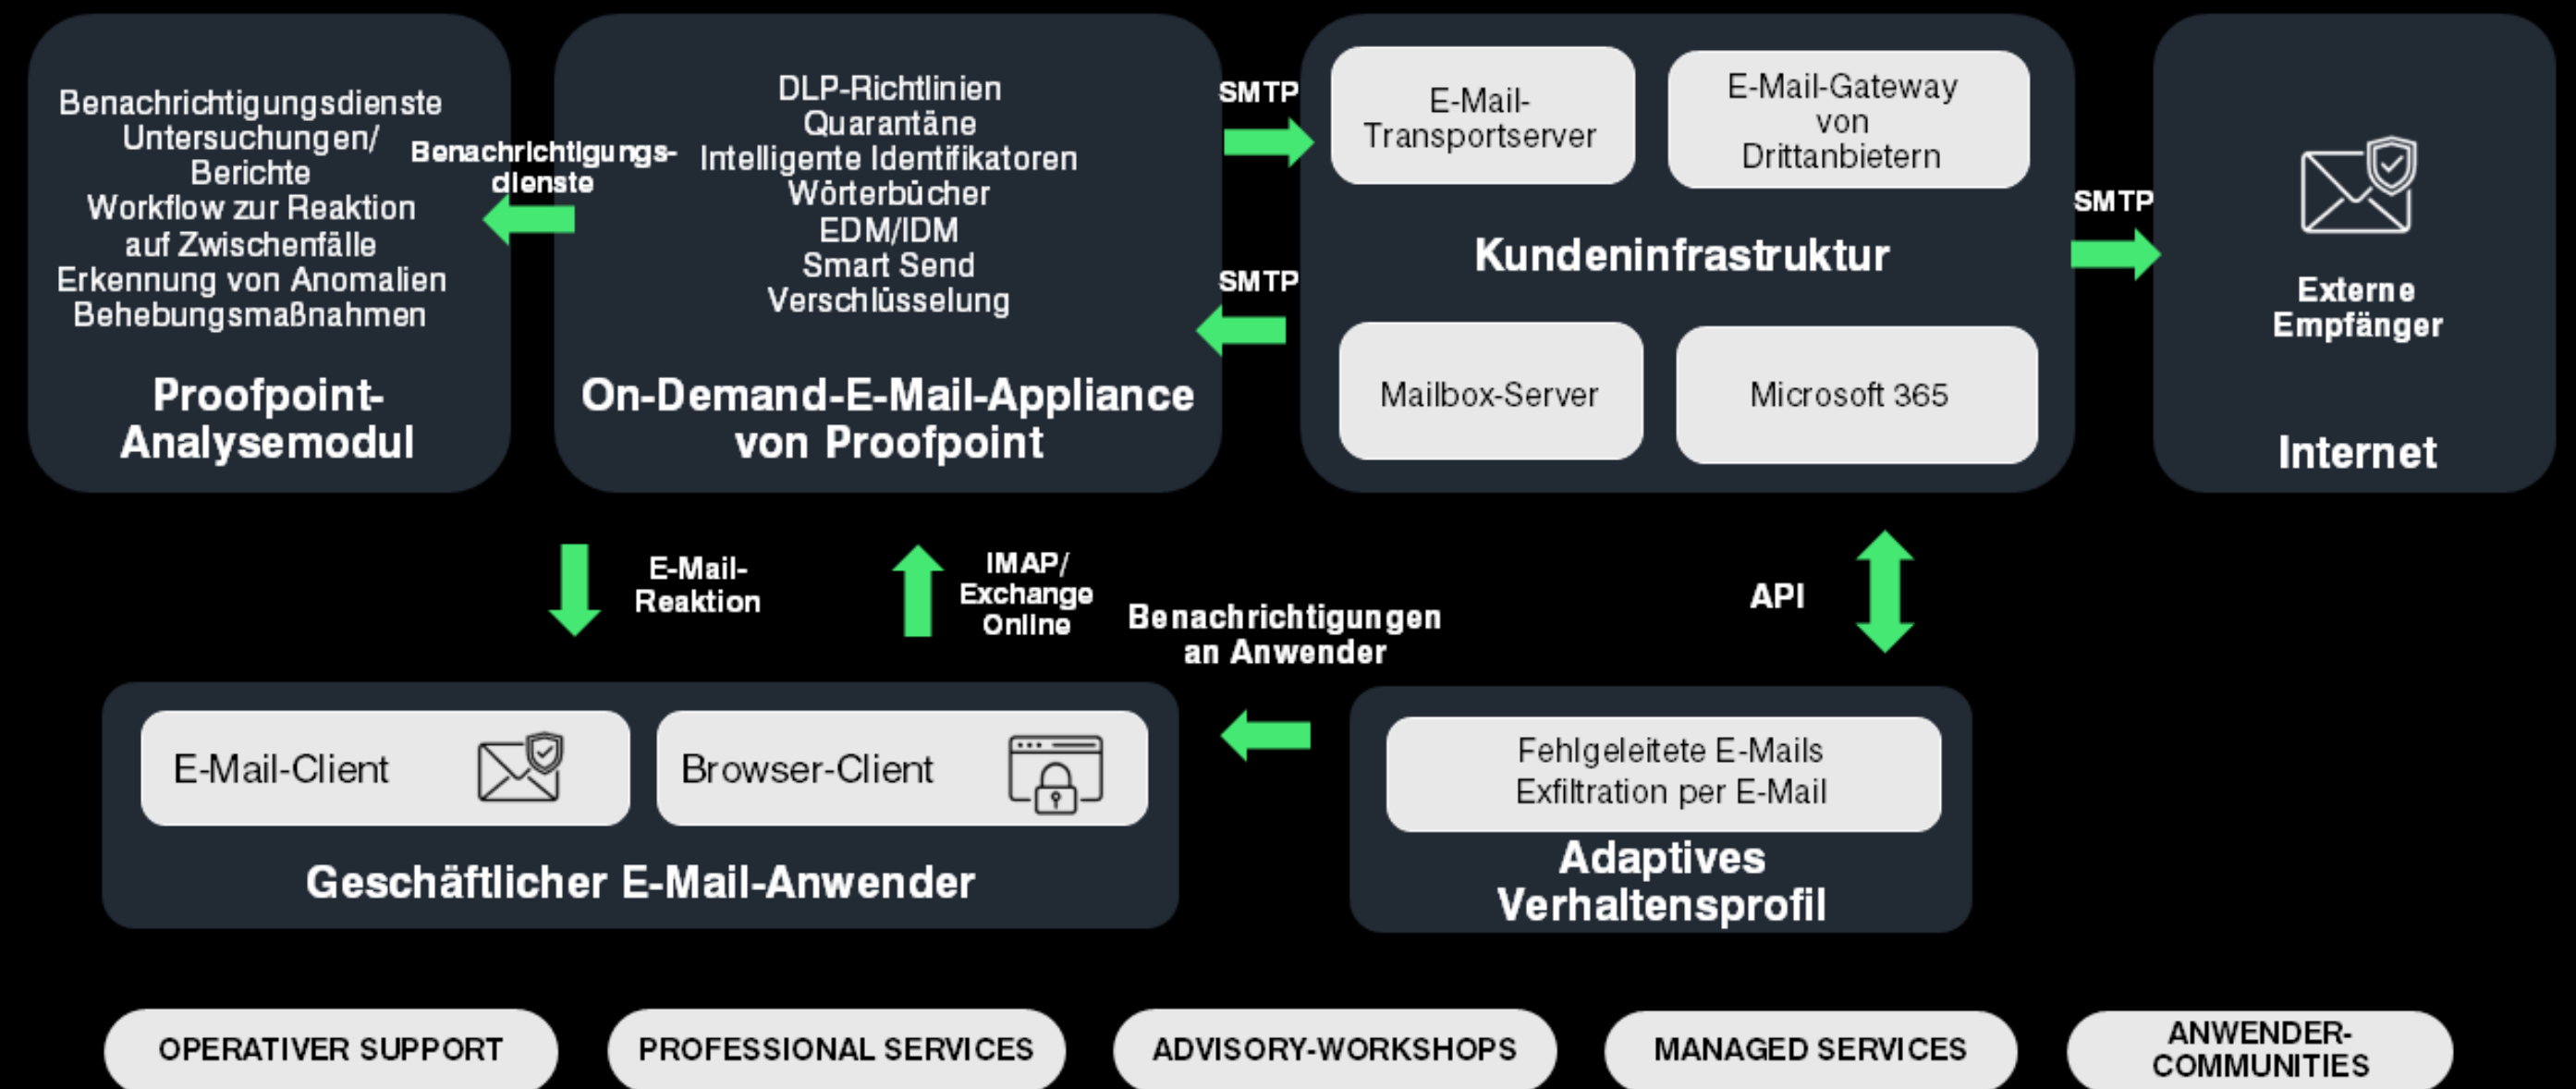 Benachrichtigungsdienste
Untersuchungen/
Berichte
Workflow zur Reaktion
auf Zwischenfälle
Erkennung von Anomalien
Behebungsmaßnahmen
Proofpoint-
Analysemodul
Benachrichtigungs-
dienste
DLP-Richtlinien
Quarantäne
Intelligente Identifikatoren
Wörterbücher
EDM/IDM
Smart Send
Verschlüsselung
On-Demand-E-Mail-Appliance
von Proofpoint
SMTP
SMTP
E-Mail-
Transportserver
E-Mail-Gateway
von
Drittanbietern
Kundeninfrastruktur
Mailbox-Server
Microsoft 365
SMTP
Externe
Empfänger
Internet
E-Mail-
Reaktion
IMAP/
Exchange
Online
Benachrichtigungen
an Anwender
API
E-Mail-Client
Browser-Client
Geschäftlicher E-Mail-Anwender
Fehlgeleitete E-Mails
Exfiltration per E-Mail
Adaptives
Verhaltensprofil
OPERATIVER SUPPORT
PROFESSIONAL SERVICES
ADVISORY-WORKSHOPS
MANAGED SERVICES
ANWENDER-
COMMUNITIES